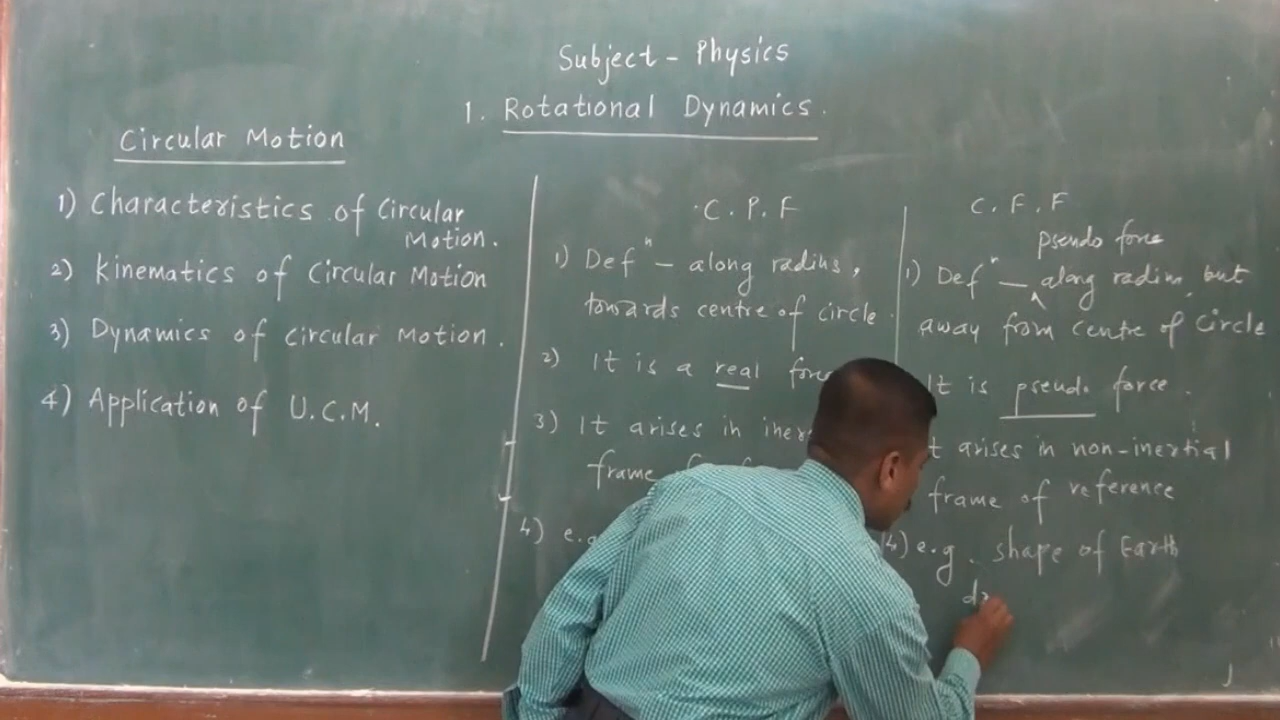 Subject - Physics
1. Rotational Dynamics.
Circular Motion
1) Characteristics of Circular
Motion.
2) Kinematics of Circular Motion
3) Dynamics of Circular Motion.
4) Application of U.C.M.
C.P.F
1) Defⁿ - along radius,
towards centre of circle.
2) It is a real
3) It arises in
frame
4)
C.F.F
pseudo force
1) Defⁿ — along radius, but
away from centre of circle
It is pseudo force.
arises in non-inertial
frame of reference
4) e.g. shape of Earth